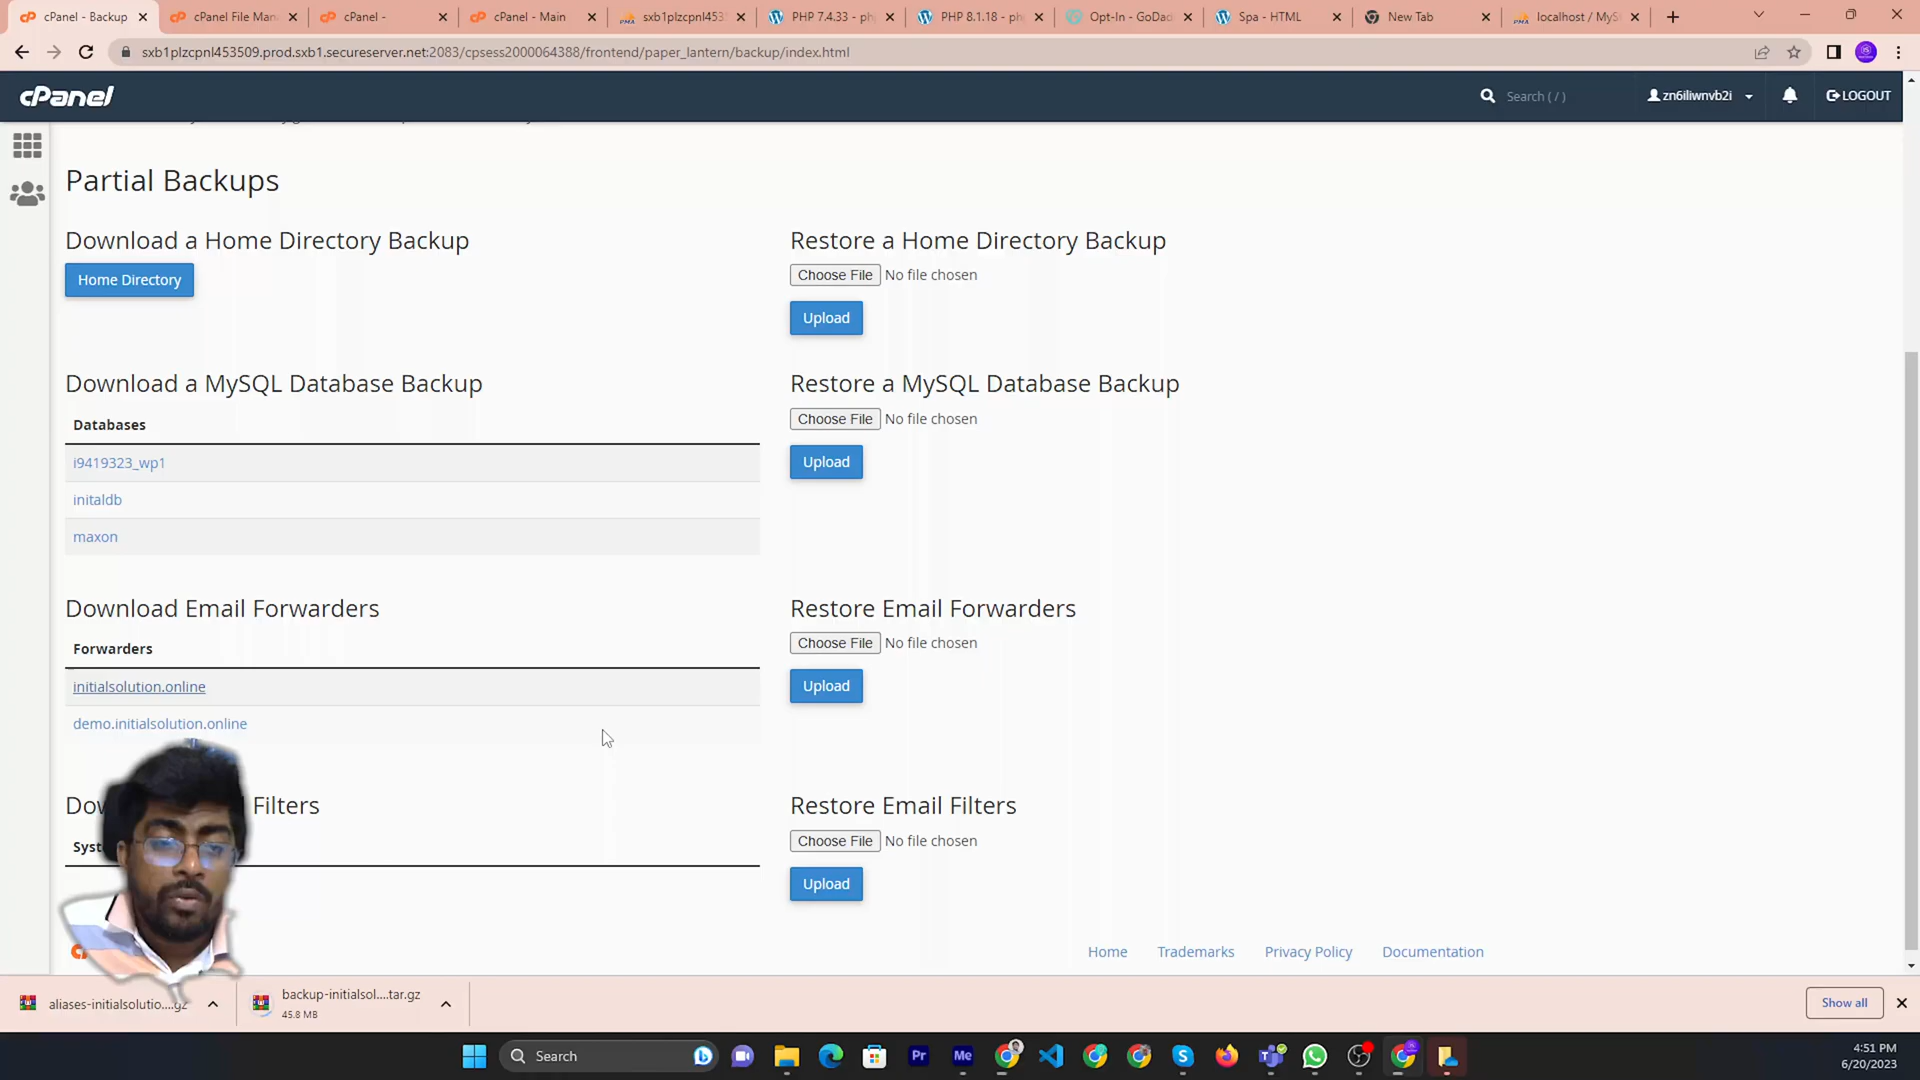 cPanel - Backup
cPanel File Man
cPanel -
cPanel - Main
sxb1plzcpnl453
PHP 7.4.33 - ph
PHP 8.1.18 - ph
Opt-In - GoDad
Spa - HTML
New Tab
localhost / MyS
sxb1plzcpnl453509.prod.sxb1.secureserver.net:2083/cpsess2000064388/frontend/paper_lantern/backup/index.html
cPanel
Search ( / )
zn6iliwnvb2i
LOGOUT
Partial Backups
Download a Home Directory Backup
Restore a Home Directory Backup
Home Directory
Choose File No file chosen
Upload
Download a MySQL Database Backup
Restore a MySQL Database Backup
Databases
Choose File No file chosen
i9419323_wp1
Upload
initaldb
maxon
Download Email Forwarders
Restore Email Forwarders
Forwarders
Choose File No file chosen
initialsolution.online
Upload
demo.initialsolution.online
Filters
Restore Email Filters
Choose File No file chosen
Upload
Home
Trademarks
Privacy Policy
Documentation
aliases-initialsolutio....gz
backup-initialsol....tar.gz
45.8 MB
Show all
Search
4:51 PM
6/20/2023